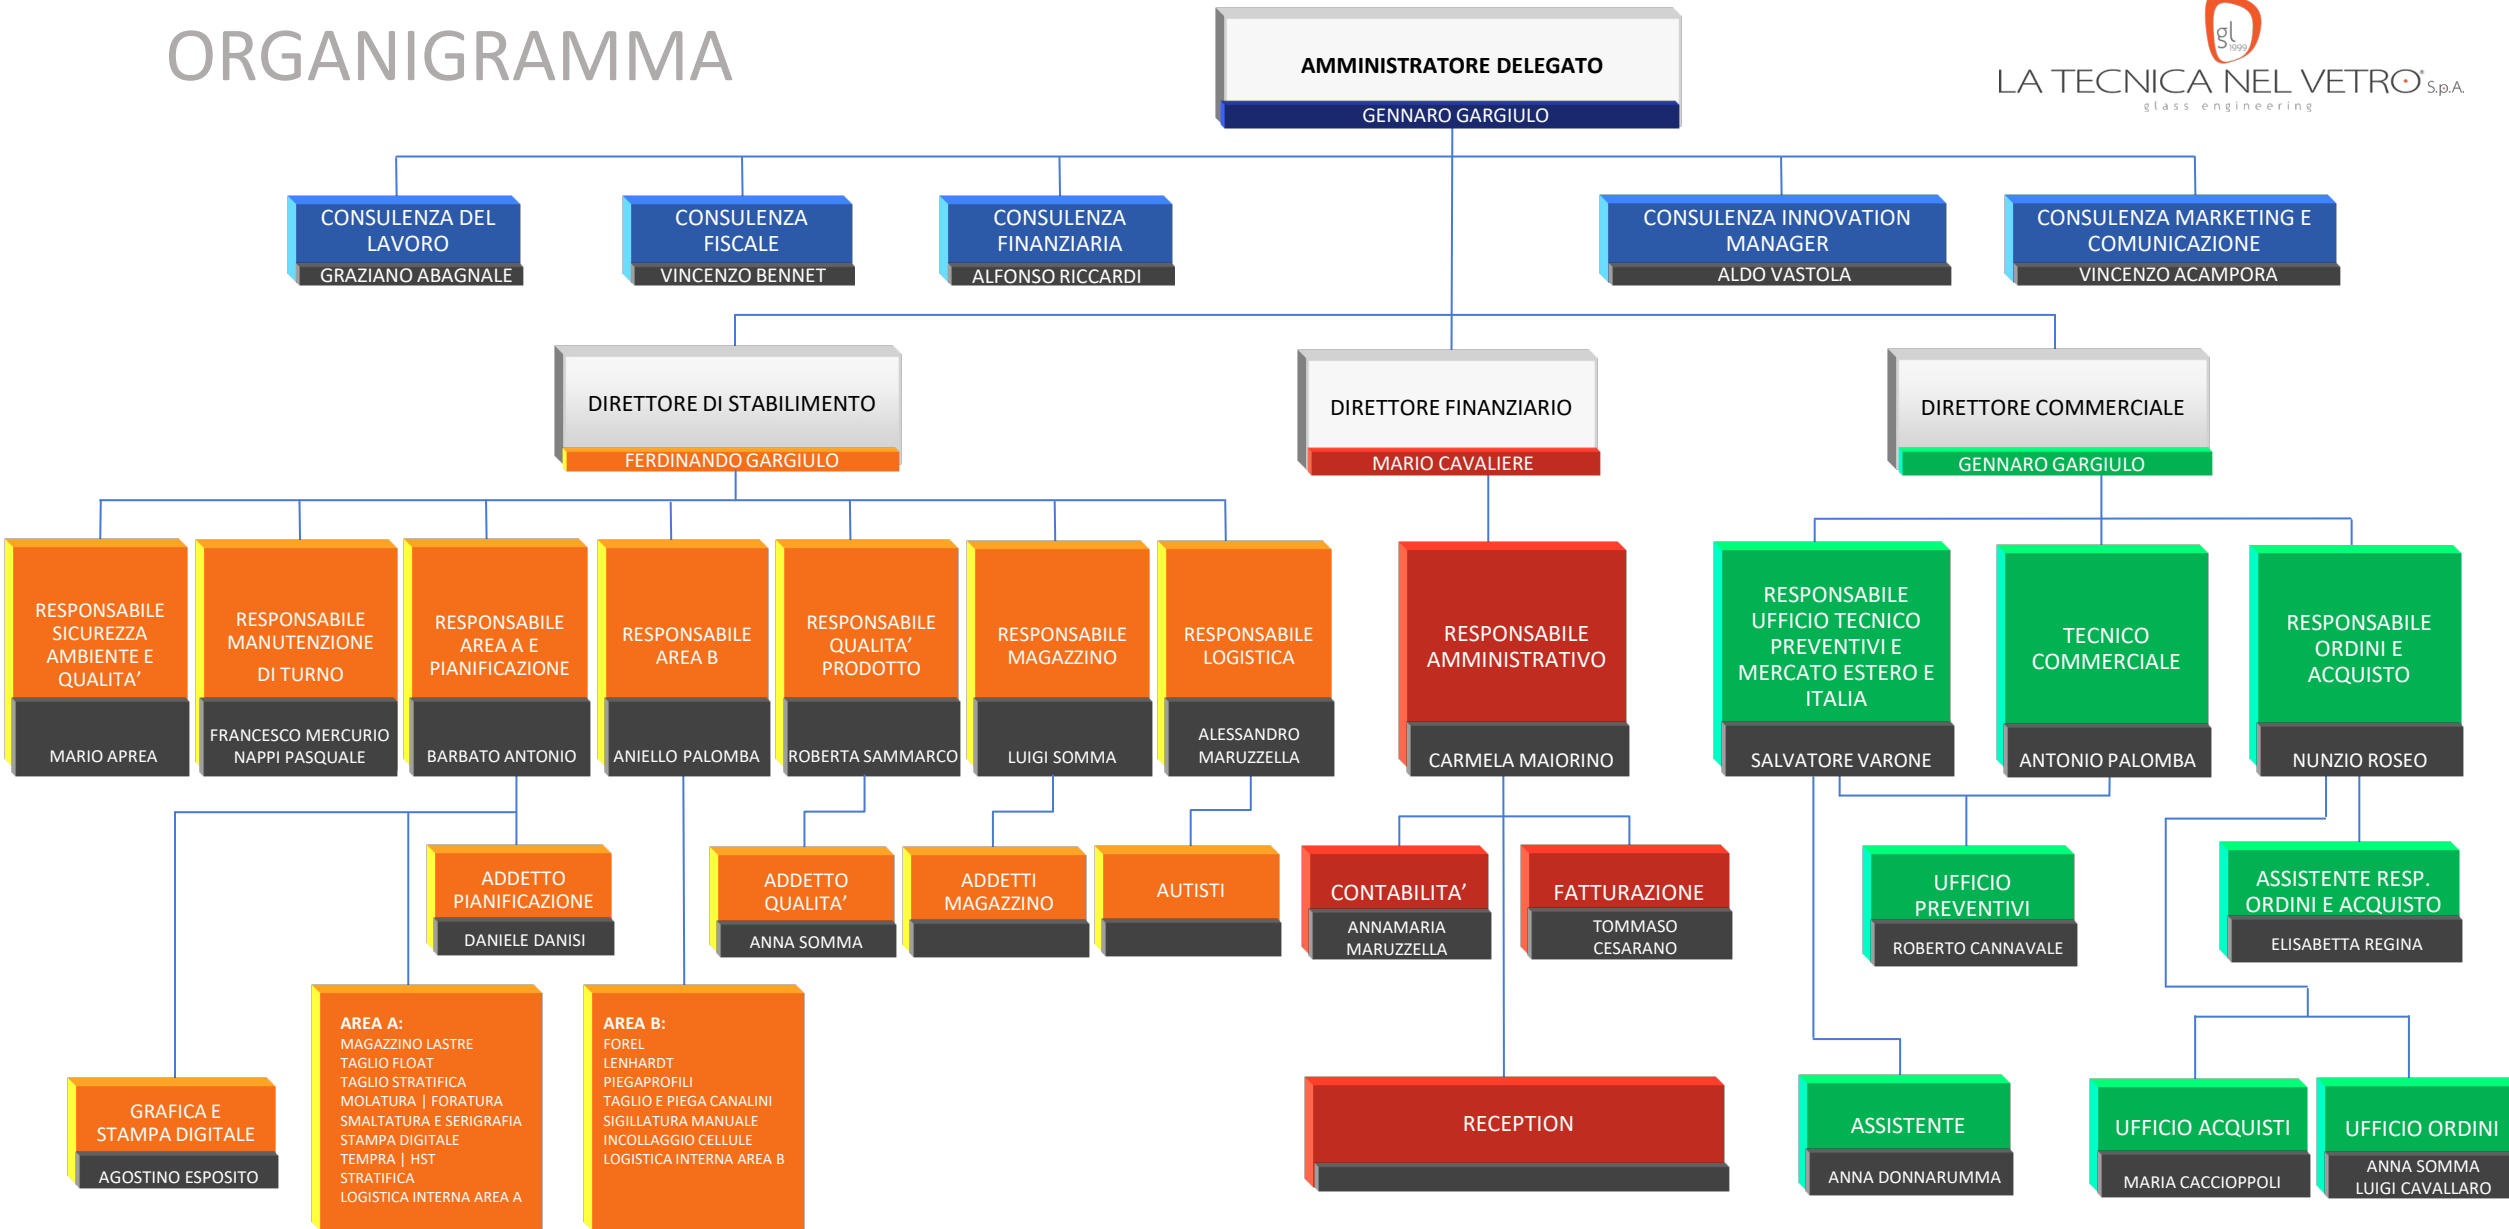 ORGANIGRAMMA
AMMINISTRATORE DELEGATO
GENNARO GARGIULO
gl
1999
LA TECNICA NEL VETRO® S.p.A.
glass engineering
CONSULENZA DEL
LAVORO
GRAZIANO ABAGNALE
CONSULENZA
FISCALE
VINCENZO BENNET
CONSULENZA
FINANZIARIA
ALFONSO RICCARDI
CONSULENZA INNOVATION
MANAGER
ALDO VASTOLA
CONSULENZA MARKETING E
COMUNICAZIONE
VINCENZO ACAMPORA
DIRETTORE DI STABILIMENTO
FERDINANDO GARGIULO
DIRETTORE FINANZIARIO
MARIO CAVALIERE
DIRETTORE COMMERCIALE
GENNARO GARGIULO
RESPONSABILE
SICUREZZA
AMBIENTE E
QUALITA’
MARIO APREA
RESPONSABILE
MANUTENZIONE
DI TURNO
FRANCESCO MERCURIO
NAPPI PASQUALE
RESPONSABILE
AREA A E
PIANIFICAZIONE
BARBATO ANTONIO
RESPONSABILE
AREA B
ANIELLO PALOMBA
RESPONSABILE
QUALITA’
PRODOTTO
ROBERTA SAMMARCO
RESPONSABILE
MAGAZZINO
LUIGI SOMMA
RESPONSABILE
LOGISTICA
ALESSANDRO
MARUZZELLA
RESPONSABILE
AMMINISTRATIVO
CARMELA MAIORINO
RESPONSABILE
UFFICIO TECNICO
PREVENTIVI E
MERCATO ESTERO E
ITALIA
SALVATORE VARONE
TECNICO
COMMERCIALE
ANTONIO PALOMBA
RESPONSABILE
ORDINI E
ACQUISTO
NUNZIO ROSEO
ADDETTO
PIANIFICAZIONE
DANIELE DANISI
ADDETTO
QUALITA’
ANNA SOMMA
ADDETTI
MAGAZZINO
AUTISTI
CONTABILITA’
ANNAMARIA
MARUZZELLA
FATTURAZIONE
TOMMASO
CESARANO
UFFICIO
PREVENTIVI
ROBERTO CANNAVALE
ASSISTENTE RESP.
ORDINI E ACQUISTO
ELISABETTA REGINA
GRAFICA E
STAMPA DIGITALE
AGOSTINO ESPOSITO
AREA A:
MAGAZZINO LASTRE
TAGLIO FLOAT
TAGLIO STRATIFICA
MOLATURA | FORATURA
SMALTATURA E SERIGRAFIA
STAMPA DIGITALE
TEMPRA | HST
STRATIFICA
LOGISTICA INTERNA AREA A
AREA B:
FOREL
LENHARDT
PIEGAPROFILI
TAGLIO E PIEGA CANALINI
SIGILLATURA MANUALE
INCOLLAGGIO CELLULE
LOGISTICA INTERNA AREA B
RECEPTION
ASSISTENTE
ANNA DONNARUMMA
UFFICIO ACQUISTI
MARIA CACCIOPPOLI
UFFICIO ORDINI
ANNA SOMMA
LUIGI CAVALLARO